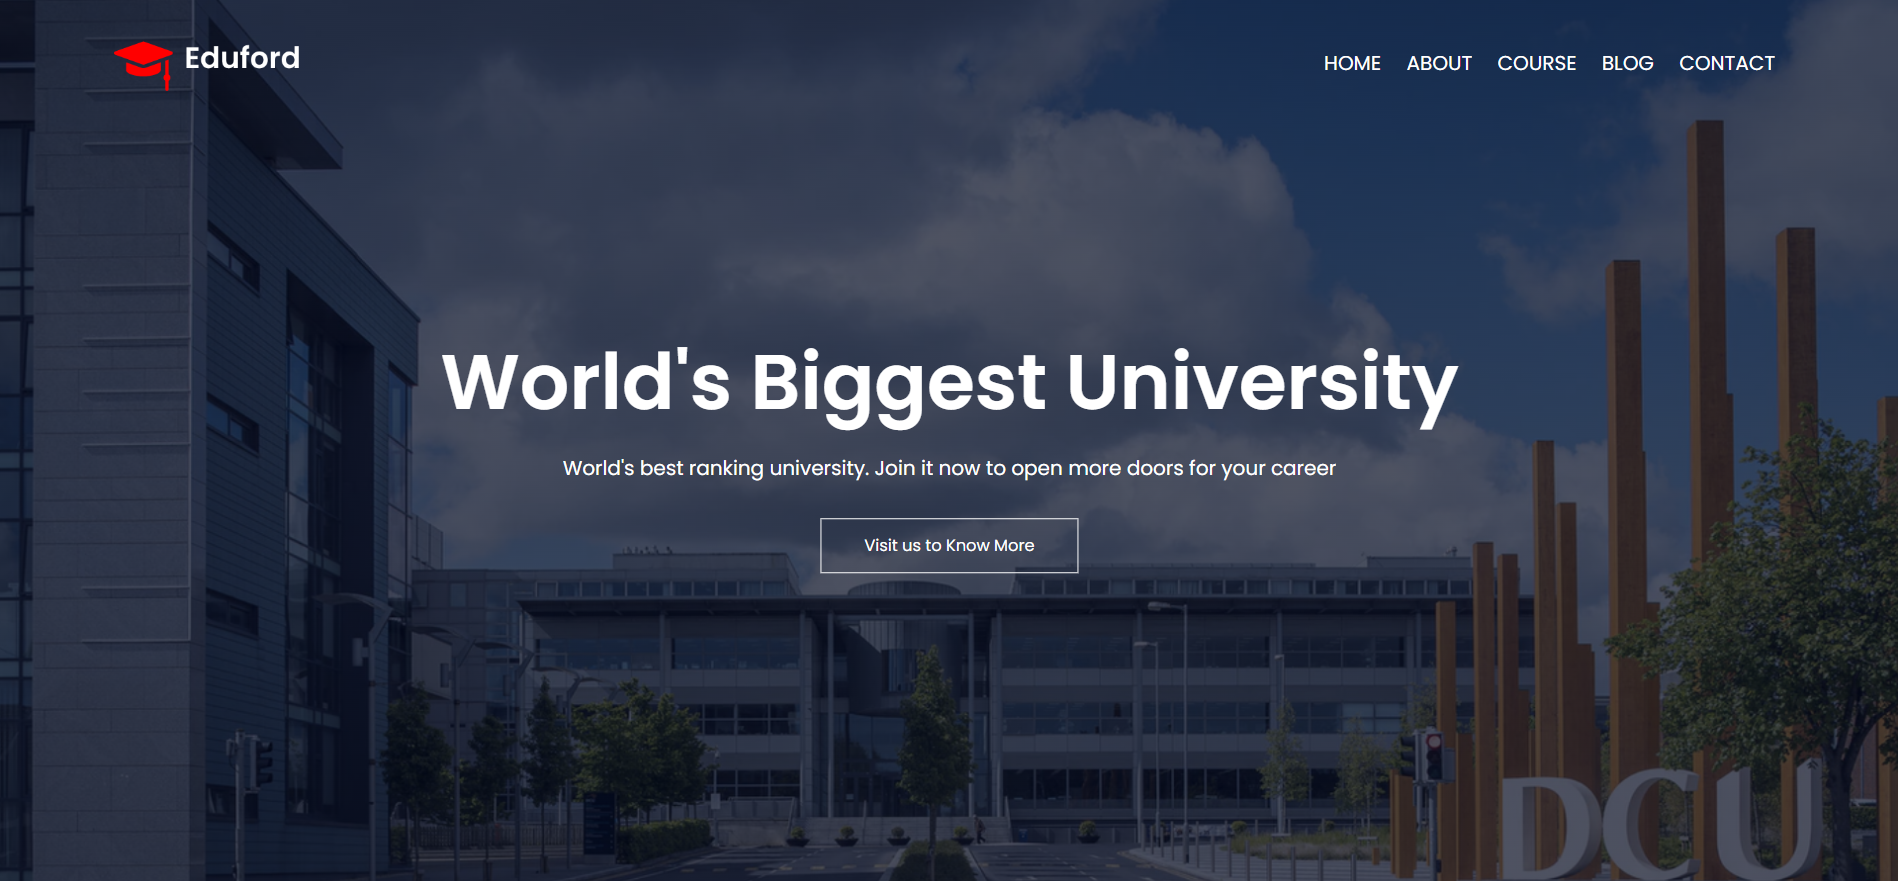 Eduford
HOME ABOUT COURSE BLOG CONTACT
World's Biggest University
World's best ranking university. Join it now to open more doors for your career
Visit us to Know More
DCU